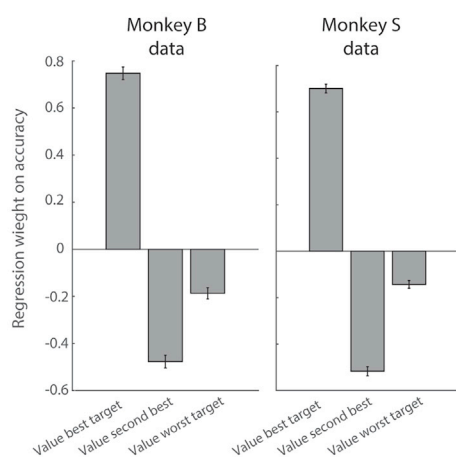 Monkey B
data
Monkey S
data
Regression wieght on accuracy
0.8
0.6
0.4
0.2
0
-0.2
-0.4
-0.6
Value best target
Value second best
Value worst target
Value best target
Value second best
Value worst target